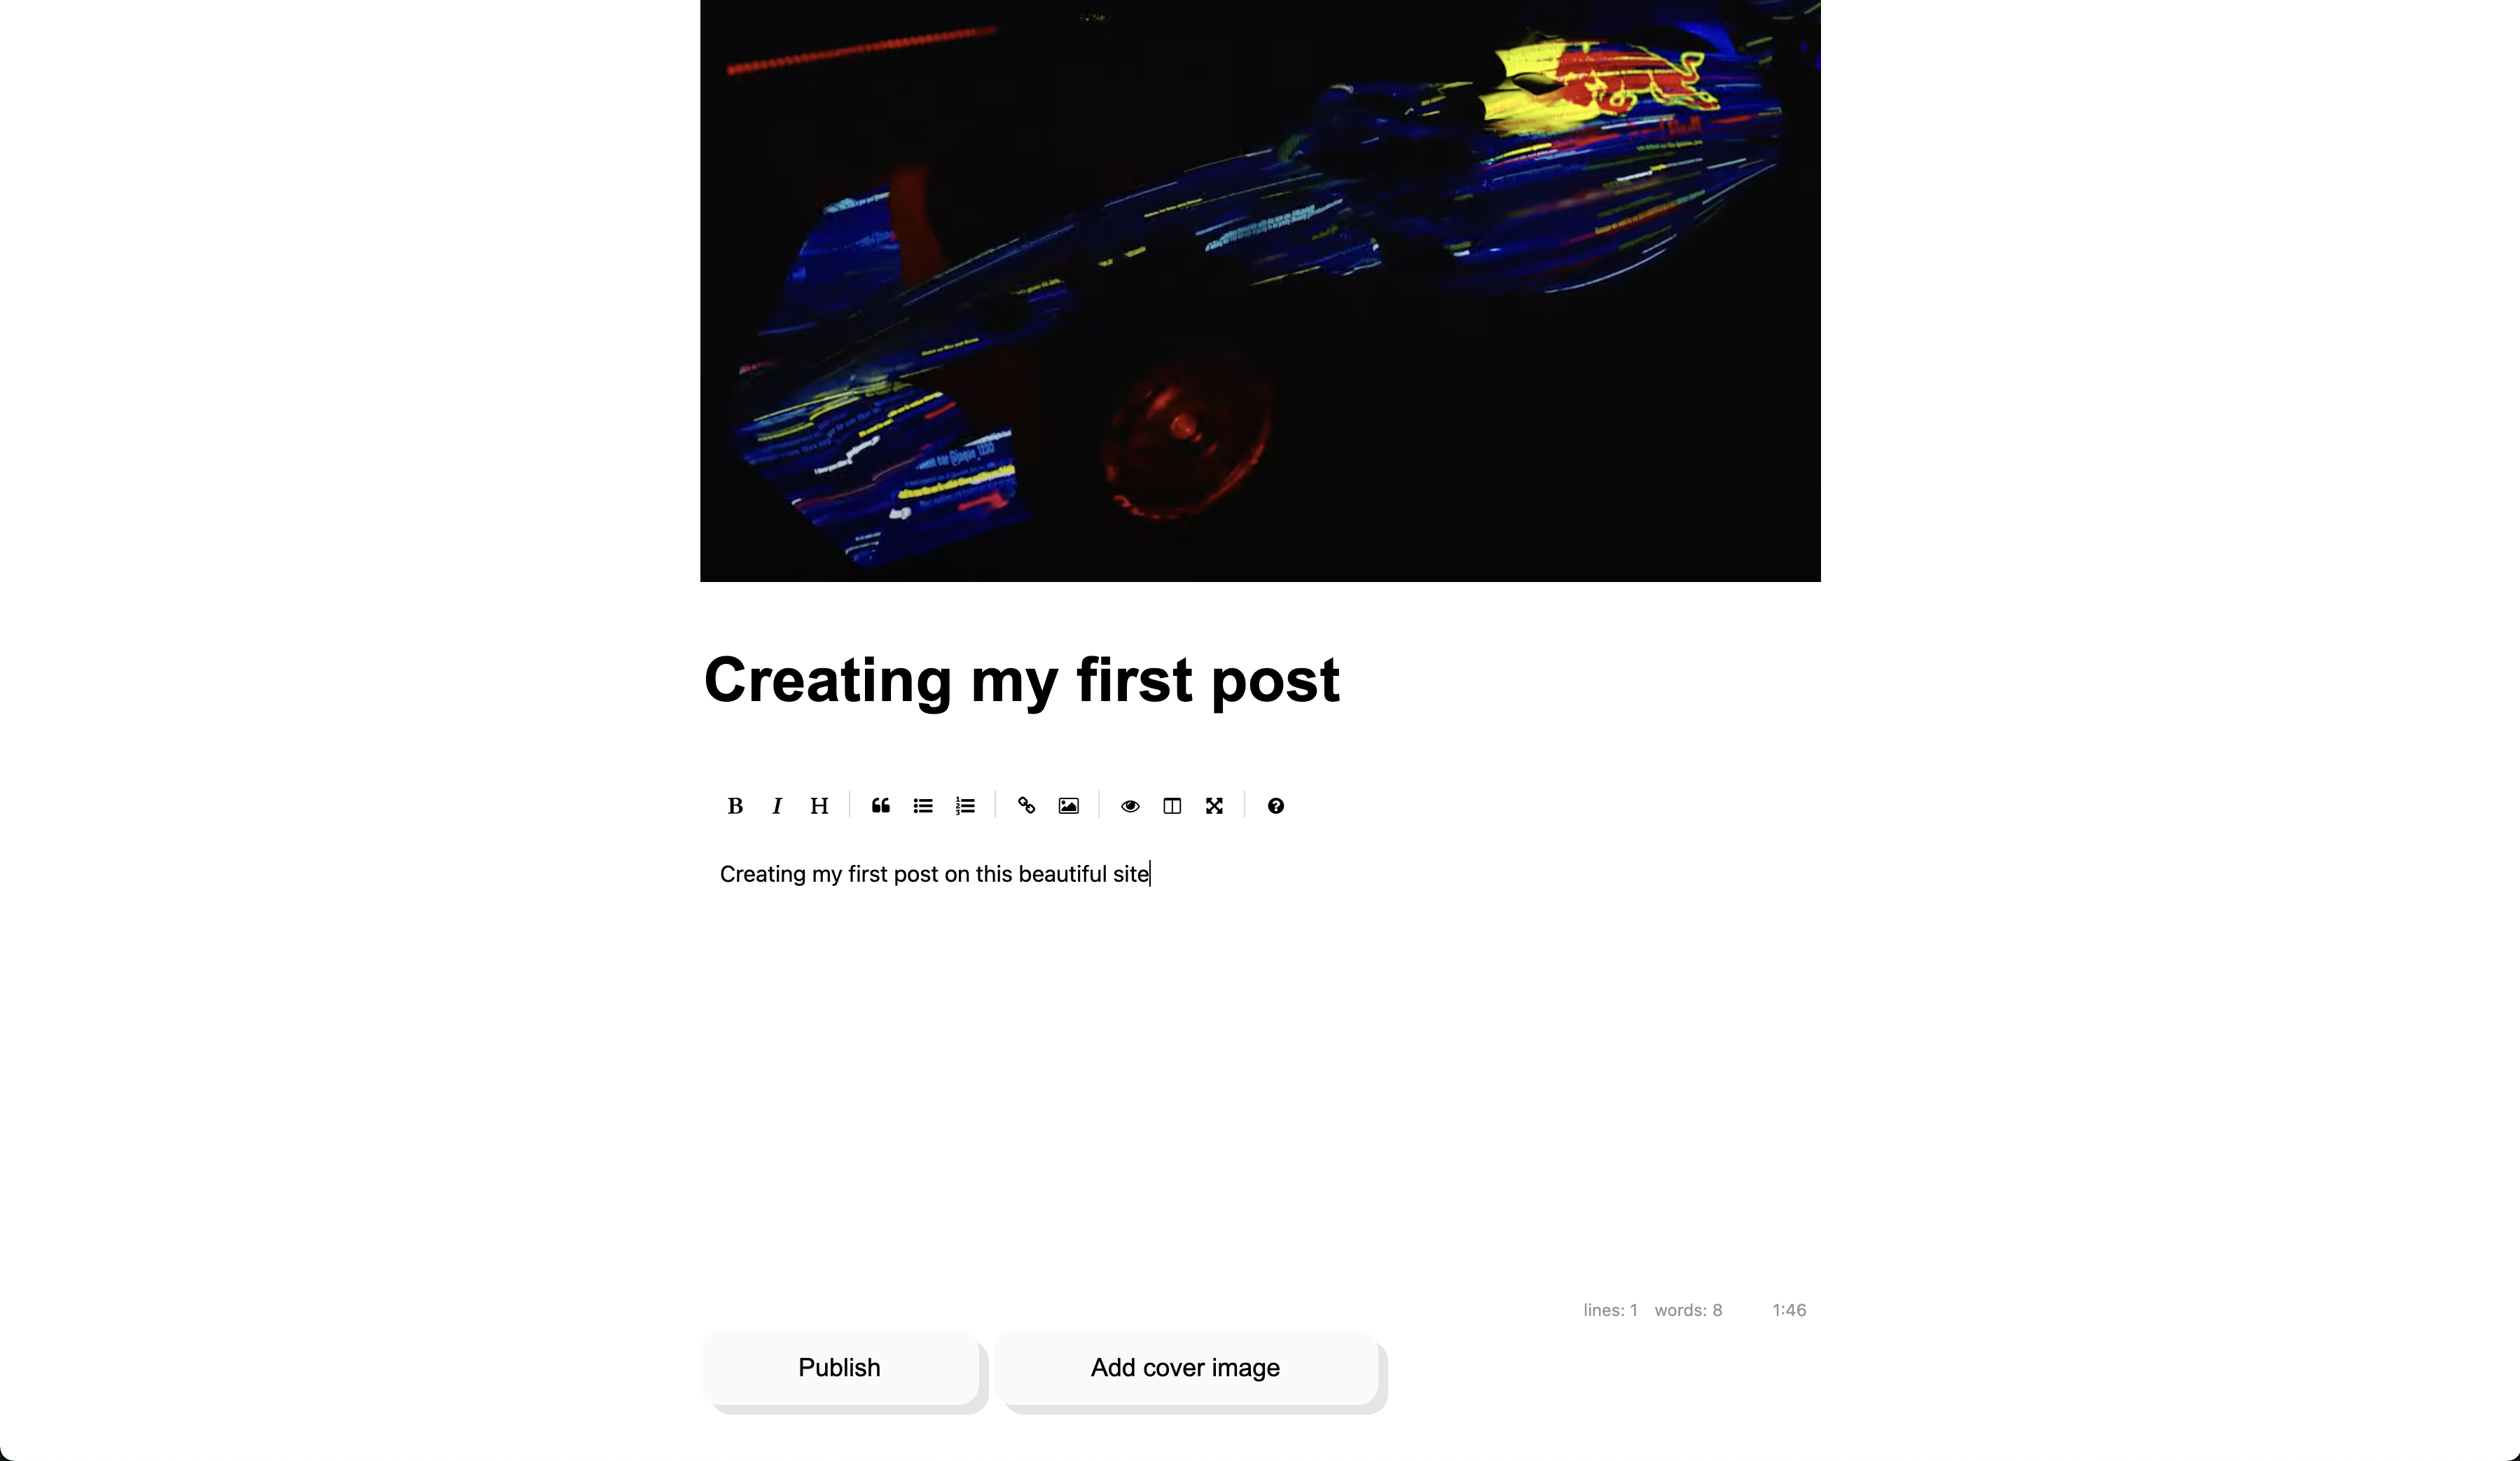 Creating my first post
B I H
Creating my first post on this beautiful site
lines: 1 words: 8 1:46
Publish Add cover image